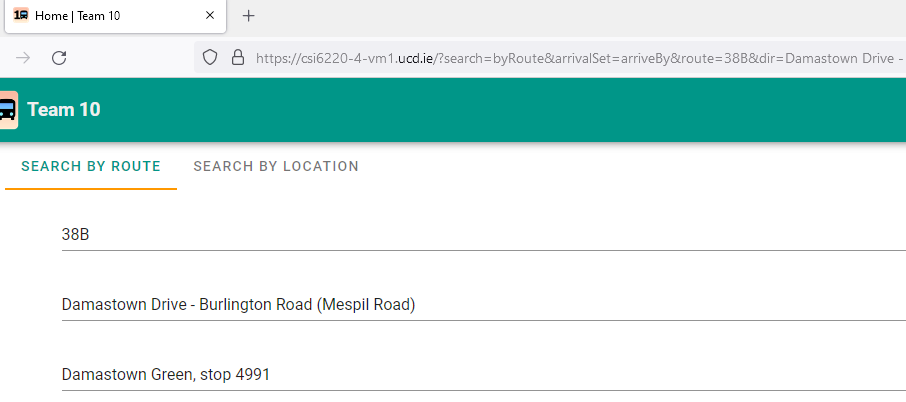 Home | Team 10
https://csi6220-4-vm1.ucd.ie/?search=byRoute&arrivalSet=arriveBy&route=38B&dir=Damastown Drive -
Team 10
SEARCH BY ROUTE SEARCH BY LOCATION
38B
Damastown Drive - Burlington Road (Mespil Road)
Damastown Green, stop 4991